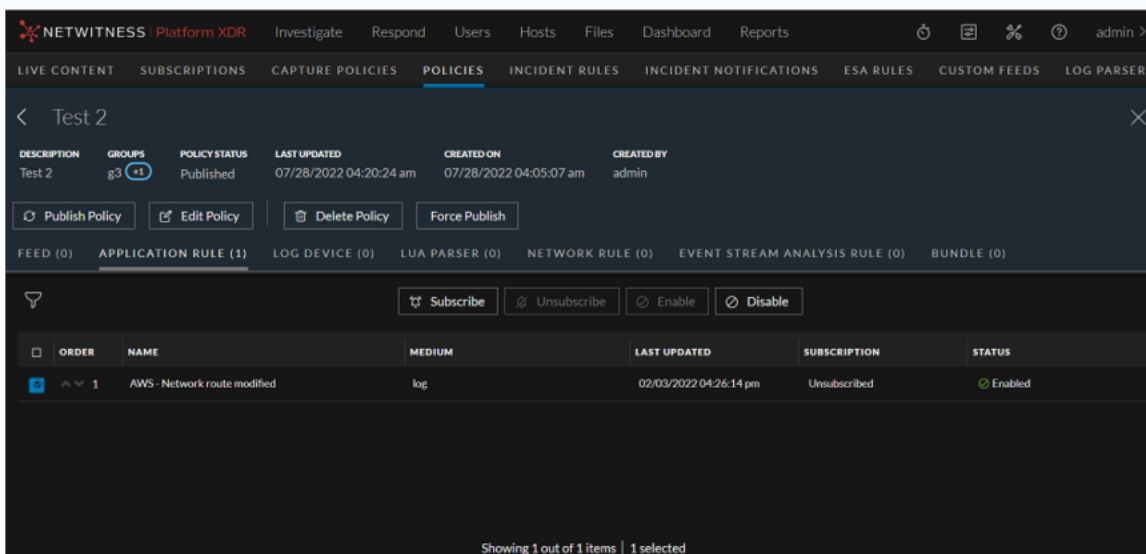 NETWITNESS Platform XDR Investigate Respond Users Hosts Files Dashboard Reports admin
LIVE CONTENT SUBSCRIPTIONS CAPTURE POLICIES POLICIES INCIDENT RULES INCIDENT NOTIFICATIONS ESA RULES CUSTOM FEEDS LOG PARSER
Test 2
DESCRIPTION GROUPS POLICY STATUS LAST UPDATED CREATED ON CREATED BY
Test 2 g3 +1 Published 07/28/2022 04:20:24 am 07/28/2022 04:05:07 am admin
Publish Policy Edit Policy Delete Policy Force Publish
FEED (0) APPLICATION RULE (1) LOG DEVICE (0) LUA PARSER (0) NETWORK RULE (0) EVENT STREAM ANALYSIS RULE (0) BUNDLE (0)
Subscribe Unsubscribe Enable Disable
ORDER NAME MEDIUM LAST UPDATED SUBSCRIPTION STATUS
1 AWS - Network route modified log 02/03/2022 04:26:14 pm Unsubscribed Enabled
Showing 1 out of 1 items | 1 selected